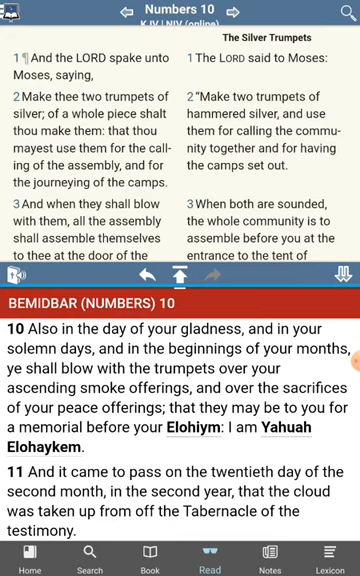 Numbers 10
KJV | NIV (online)
The Silver Trumpets
1 ¶ And the LORD spake unto
Moses, saying,
2 Make thee two trumpets of
silver; of a whole piece shalt
thou make them: that thou
mayest use them for the call-
ing of the assembly, and for
the journeying of the camps.
3 And when they shall blow
with them, all the assembly
shall assemble themselves
to thee at the door of the
1 The LORD said to Moses:
2 “Make two trumpets of
hammered silver, and use
them for calling the commu-
nity together and for having
the camps set out.
3 When both are sounded,
the whole community is to
assemble before you at the
entrance to the tent of
BEMIDBAR (NUMBERS) 10
10 Also in the day of your gladness, and in your
solemn days, and in the beginnings of your months,
ye shall blow with the trumpets over your
ascending smoke offerings, and over the sacrifices
of your peace offerings; that they may be to you for
a memorial before your Elohiym: I am Yahuah
Elohaykem.
11 And it came to pass on the twentieth day of the
second month, in the second year, that the cloud
was taken up from off the Tabernacle of the
testimony.
Home Search Book Read Notes Lexicon